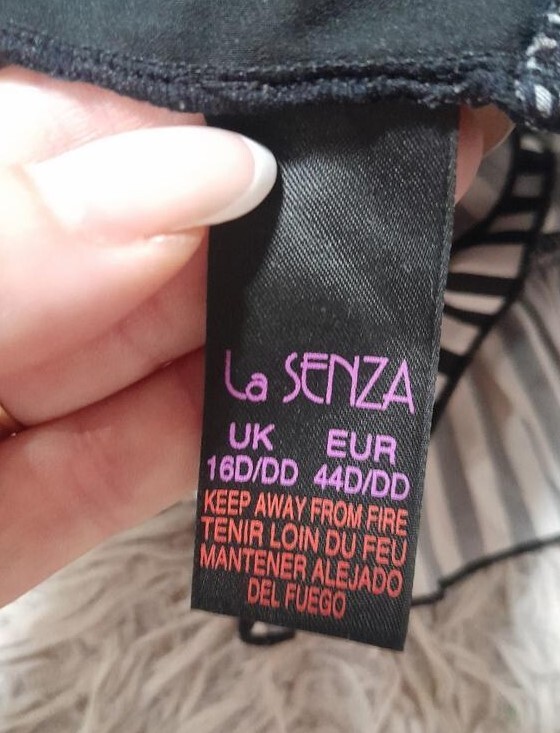 La SENZA
UK EUR
16D/DD 44D/DD
KEEP AWAY FROM FIRE
TENIR LOIN DU FEU
MANTENER ALEJADO
DEL FUEGO